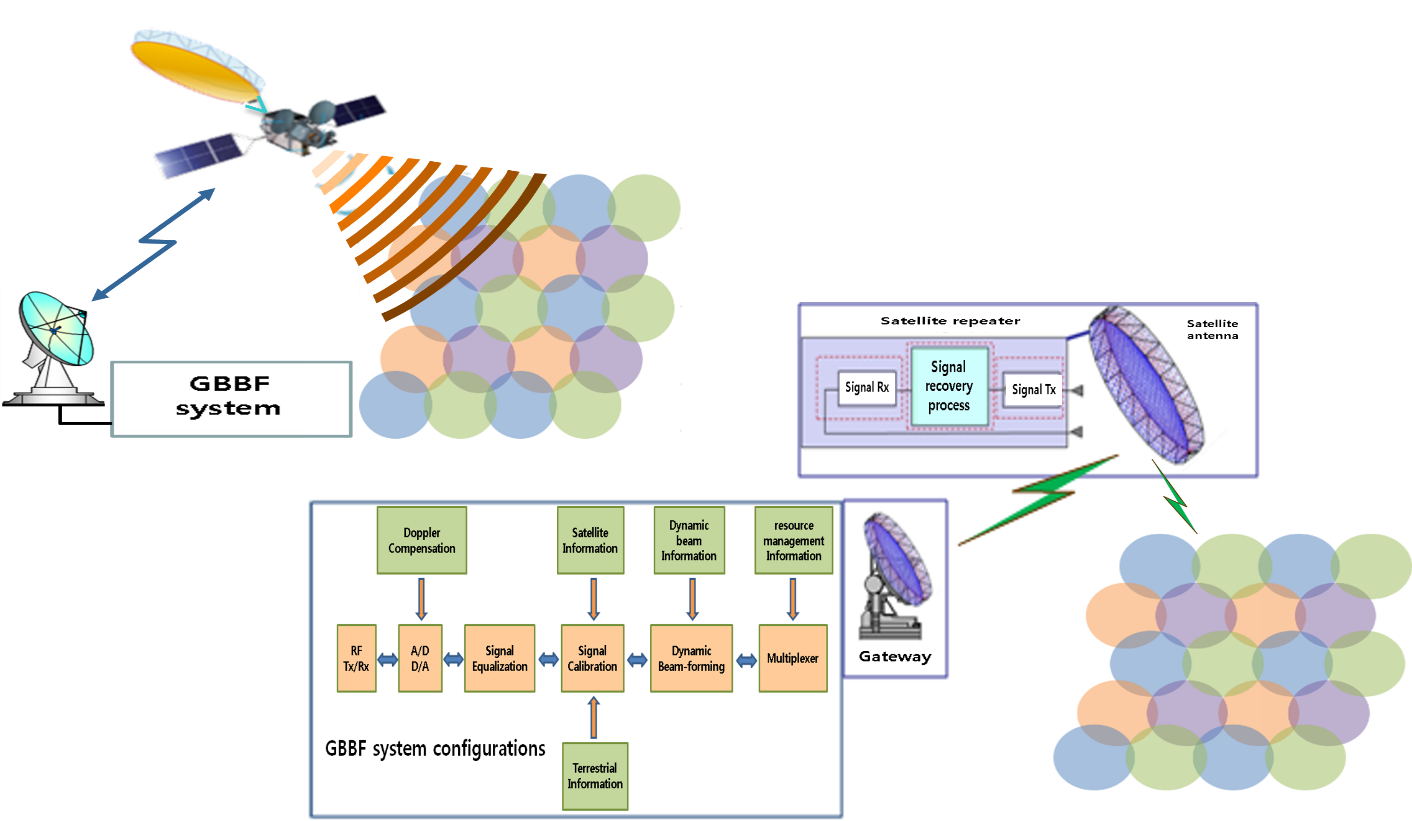 GBBF
system
Satellite repeater
Satellite
antenna
Signal Rx
Signal
recovery
process
Signal Tx
Doppler
Compensation
Satellite
Information
Dynamic
beam
Information
resource
management
Information
RF
Tx/Rx
A/D
D/A
Signal
Equalization
Signal
Calibration
Dynamic
Beam-forming
Multiplexer
Gateway
GBBF system configurations
Terrestrial
Information